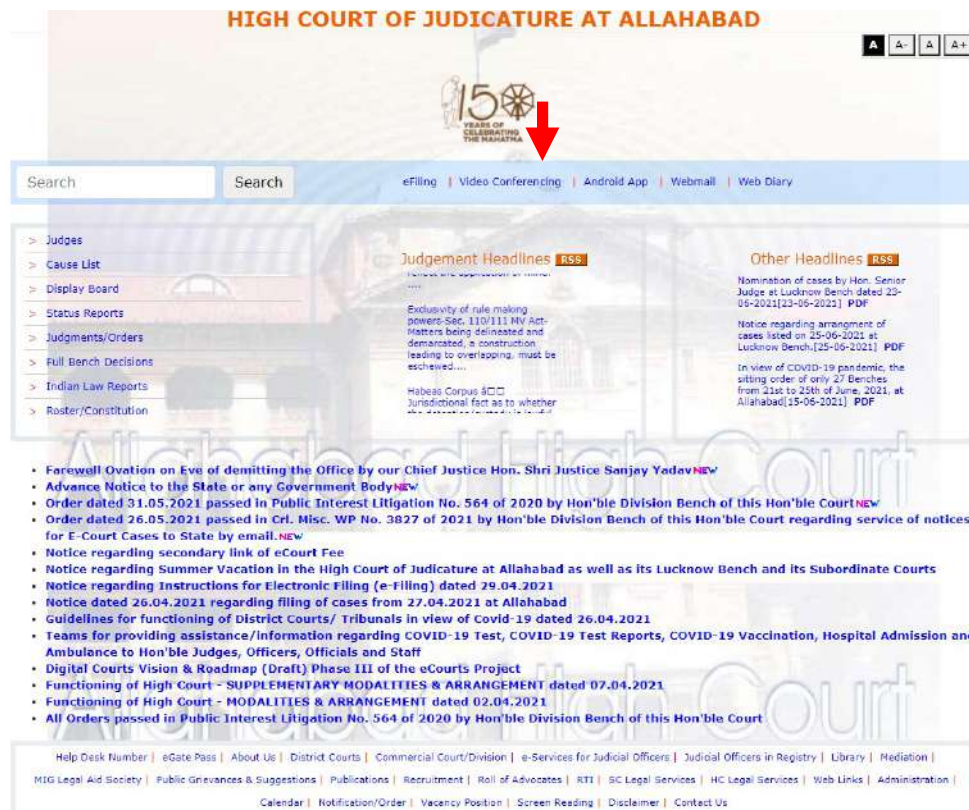 HIGH COURT OF JUDICATURE AT ALLAHABAD
A A- A A+
150
YEARS OF
CELEBRATING
THE MAHATMA
Search Search eFiling | Video Conferencing | Android App | Webmail | Web Diary
> Judges
> Cause List
> Display Board
> Status Reports
> Judgments/Orders
> Full Bench Decisions
> Indian Law Reports
> Roster/Constitution
Judgement Headlines RSS
....
Exclusivity of rule making
powers-Sec. 110/111 MV Act-
Matters being delineated and
demarcated, a construction
leading to overlapping, must be
eschewed....
Habeas Corpus â□□
Jurisdictional fact as to whether
Other Headlines RSS
Nomination of cases by Hon. Senior
Judge at Lucknow Bench dated 23-
06-2021[23-06-2021] PDF
Notice regarding arrangment of
cases listed on 25-06-2021 at
Lucknow Bench.[25-06-2021] PDF
In view of COVID-19 pandemic, the
sitting order of only 27 Benches
from 21st to 25th of June, 2021, at
Allahabad[15-06-2021] PDF
Allahabad High Court
• Farewell Ovation on Eve of demitting the Office by our Chief Justice Hon. Shri Justice Sanjay Yadav NEW
• Advance Notice to the State or any Government Body NEW
• Order dated 31.05.2021 passed in Public Interest Litigation No. 564 of 2020 by Hon'ble Division Bench of this Hon'ble Court NEW
• Order dated 26.05.2021 passed in Crl. Misc. WP No. 3827 of 2021 by Hon'ble Division Bench of this Hon'ble Court regarding service of notices
for E-Court Cases to State by email. NEW
• Notice regarding secondary link of eCourt Fee
• Notice regarding Summer Vacation in the High Court of Judicature at Allahabad as well as its Lucknow Bench and its Subordinate Courts
• Notice regarding Instructions for Electronic Filing (e-Filing) dated 29.04.2021
• Notice dated 26.04.2021 regarding filing of cases from 27.04.2021 at Allahabad
• Guidelines for functioning of District Courts/ Tribunals in view of Covid-19 dated 26.04.2021
• Teams for providing assistance/information regarding COVID-19 Test, COVID-19 Test Reports, COVID-19 Vaccination, Hospital Admission and
Ambulance to Hon'ble Judges, Officers, Officials and Staff
• Digital Courts Vision & Roadmap (Draft) Phase III of the eCourts Project
• Functioning of High Court - SUPPLEMENTARY MODALITIES & ARRANGEMENT dated 07.04.2021
• Functioning of High Court - MODALITIES & ARRANGEMENT dated 02.04.2021
• All Orders passed in Public Interest Litigation No. 564 of 2020 by Hon'ble Division Bench of this Hon'ble Court
Allahabad High Court
Help Desk Number | eGate Pass | About Us | District Courts | Commercial Court/Division | e-Services for Judicial Officers | Judicial Officers in Registry | Library | Mediation |
MIG Legal Aid Society | Public Grievances & Suggestions | Publications | Recruitment | Roll of Advocates | RTI | SC Legal Services | HC Legal Services | Web Links | Administration |
Calendar | Notification/Order | Vacancy Position | Screen Reading | Disclaimer | Contact Us